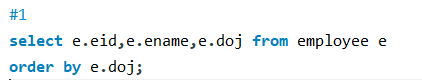 #1
select e.eid,e.ename,e.doj from employee e
order by e.doj;